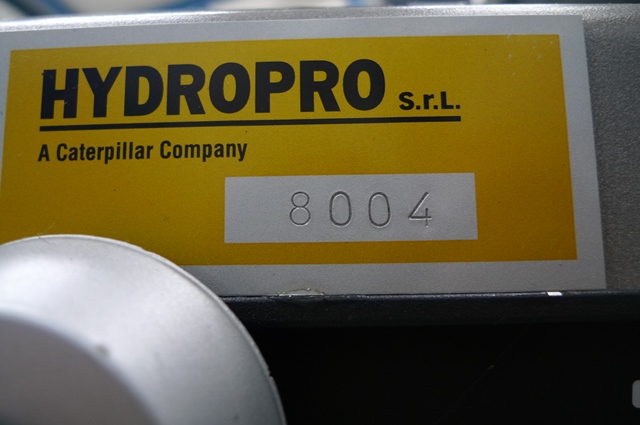 HYDROPRO S.r.L.
A Caterpillar Company
8004